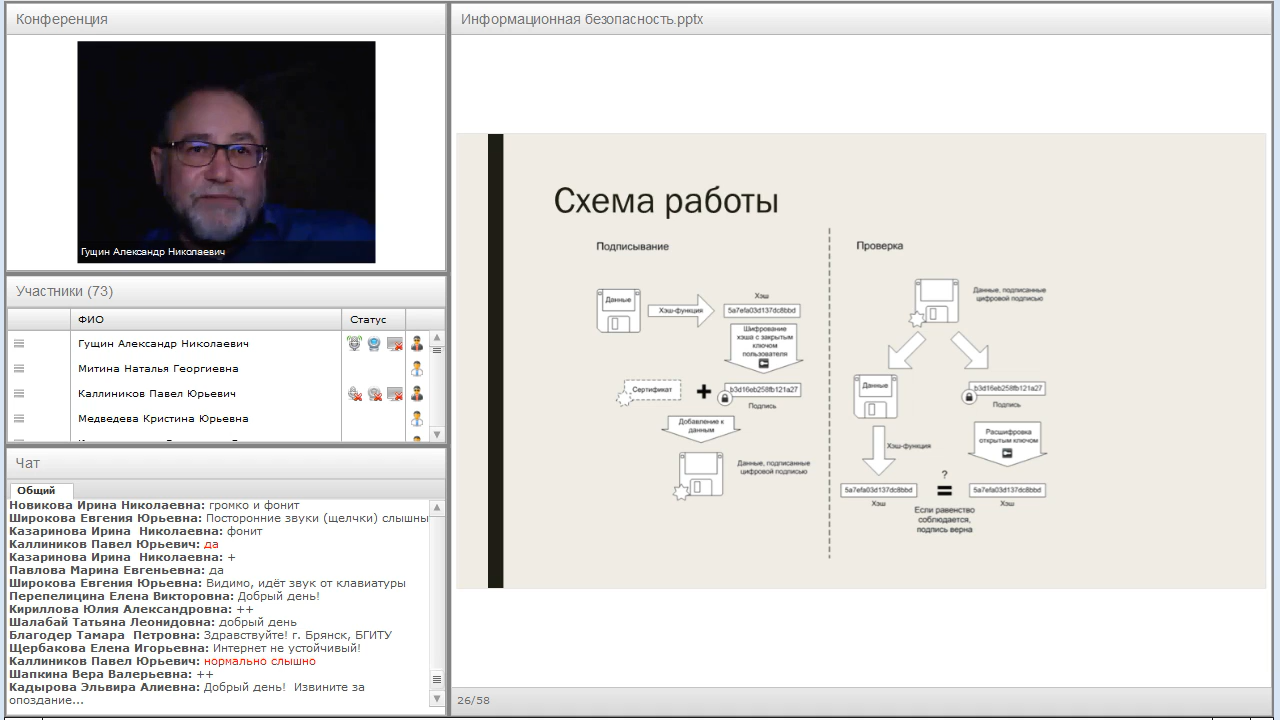 Конференция
Гущин Александр Николаевич
Участники (73)
ФИО
Статус
Гущин Александр Николаевич
Митина Наталья Георгиевна
Каллиников Павел Юрьевич
Медведева Кристина Юрьевна
Чат
Общий
Новикова Ирина Николаевна: громко и фонит
Широкова Евгения Юрьевна: Посторонние звуки (щелчки) слышны
Казаринова Ирина Николаевна: фонит
Каллиников Павел Юрьевич: да
Казаринова Ирина Николаевна: +
Павлова Марина Евгеньевна: да
Широкова Евгения Юрьевна: Видимо, идёт звук от клавиатуры
Перепелицина Елена Викторовна: Добрый день!
Кириллова Юлия Александровна: ++
Шалабай Татьяна Леонидовна: добрый день
Благодер Тамара Петровна: Здравствуйте! г. Брянск, БГИТУ
Щербакова Елена Игорьевна: Интернет не устойчивый!
Каллиников Павел Юрьевич: нормально слышно
Шапкина Вера Валерьевна: ++
Кадырова Эльвира Алиевна: Добрый день! Извините за
опоздание...
Информационная безопасность.pptx
Схема работы
Подписывание
Данные
Хэш-функция
Хэш
5a7efa03d137dc8bbd
Шифрование
хэша с закрытым
ключом
пользователя
Сертификат
+
b3d16eb258fb121a27
Подпись
Добавление к
данным
Данные, подписанные
цифровой подписью
Проверка
Данные, подписанные
цифровой подписью
Данные
b3d16eb258fb121a27
Подпись
Хэш-функция
Расшифровка
открытым ключом
?
5a7efa03d137dc8bbd
=
5a7efa03d137dc8bbd
Хэш
Хэш
Если равенство
соблюдается,
подпись верна
26/58